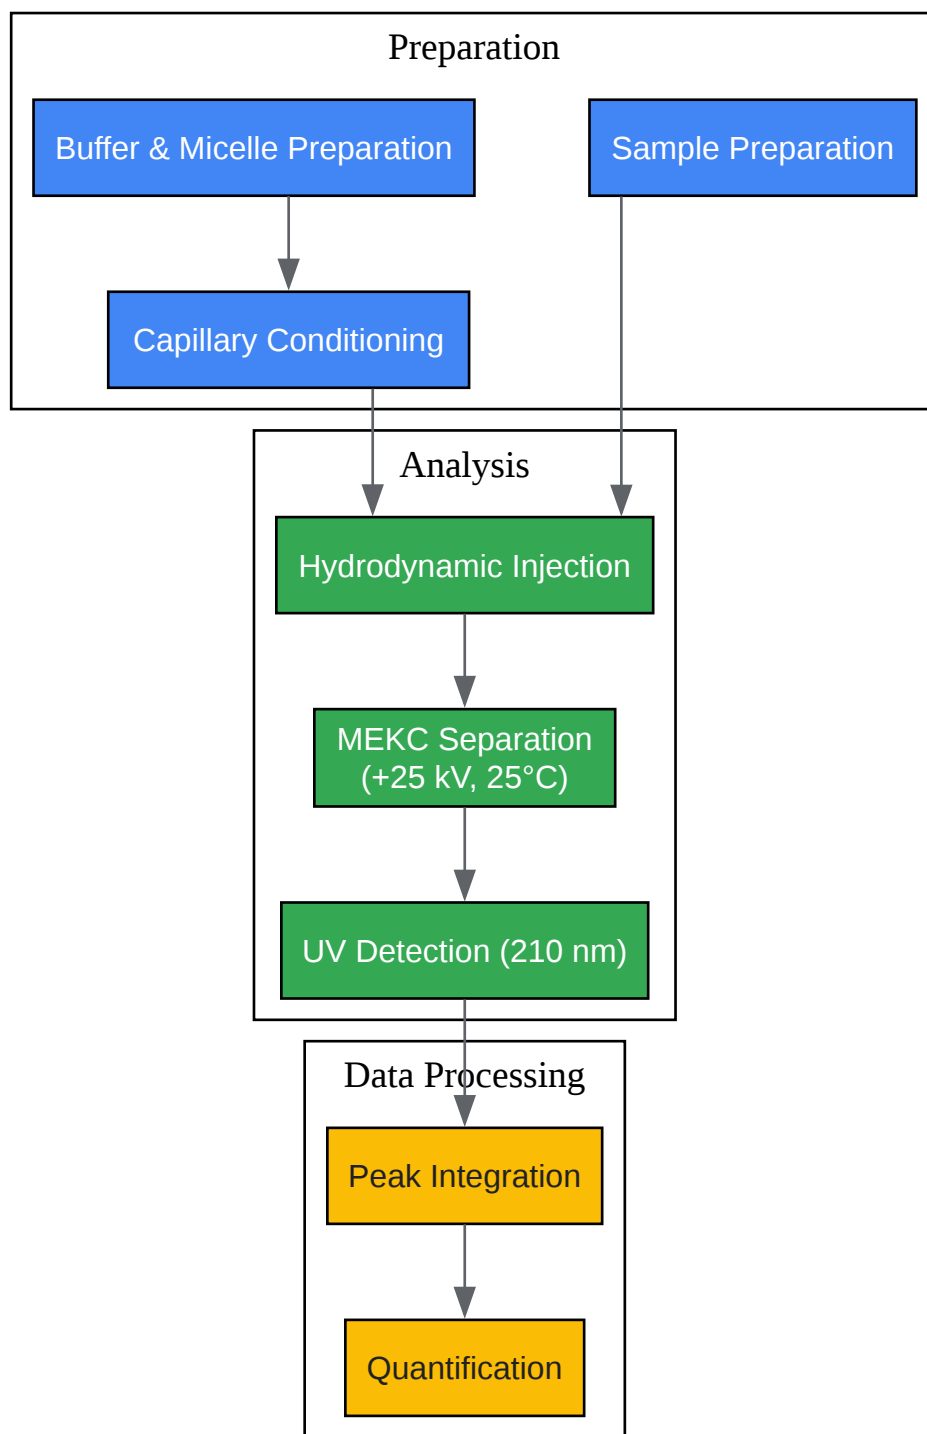 Preparation
Buffer & Micelle Preparation
Sample Preparation
Capillary Conditioning
Analysis
Hydrodynamic Injection
MEKC Separation
(+25 kV, 25°C)
UV Detection (210 nm)
Data Processing
Peak Integration
Quantification